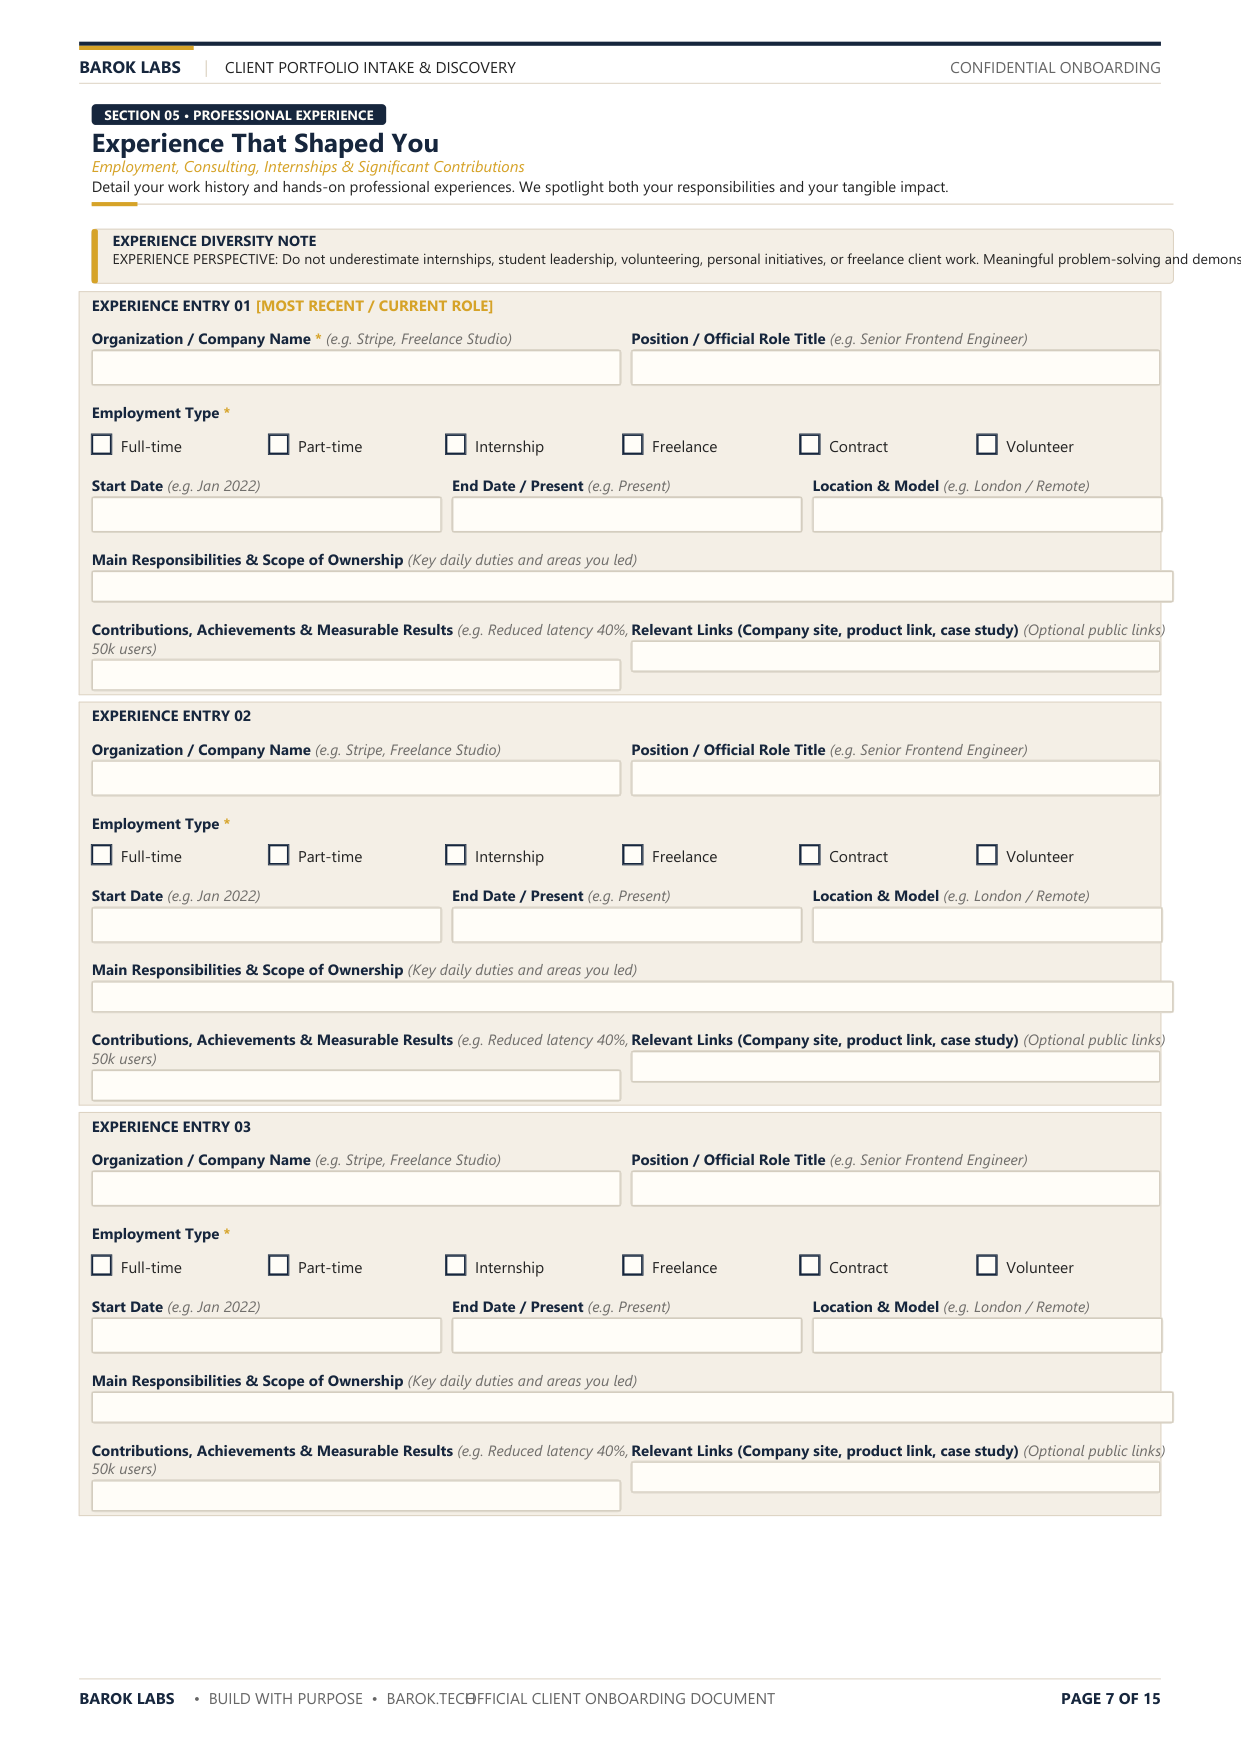 BAROK LABS | CLIENT PORTFOLIO INTAKE & DISCOVERY CONFIDENTIAL ONBOARDING
SECTION 05 • PROFESSIONAL EXPERIENCE
Experience That Shaped You
Employment, Consulting, Internships & Significant Contributions
Detail your work history and hands-on professional experiences. We spotlight both your responsibilities and your tangible impact.
EXPERIENCE DIVERSITY NOTE
EXPERIENCE PERSPECTIVE: Do not underestimate internships, student leadership, volunteering, personal initiatives, or freelance client work. Meaningful problem-solving and demons
EXPERIENCE ENTRY 01 [MOST RECENT / CURRENT ROLE]
Organization / Company Name * (e.g. Stripe, Freelance Studio) Position / Official Role Title (e.g. Senior Frontend Engineer)
Employment Type *
Full-time Part-time Internship Freelance Contract Volunteer
Start Date (e.g. Jan 2022) End Date / Present (e.g. Present) Location & Model (e.g. London / Remote)
Main Responsibilities & Scope of Ownership (Key daily duties and areas you led)
Contributions, Achievements & Measurable Results (e.g. Reduced latency 40%, Relevant Links (Company site, product link, case study) (Optional public links)
50k users)
EXPERIENCE ENTRY 02
Organization / Company Name (e.g. Stripe, Freelance Studio) Position / Official Role Title (e.g. Senior Frontend Engineer)
Employment Type *
Full-time Part-time Internship Freelance Contract Volunteer
Start Date (e.g. Jan 2022) End Date / Present (e.g. Present) Location & Model (e.g. London / Remote)
Main Responsibilities & Scope of Ownership (Key daily duties and areas you led)
Contributions, Achievements & Measurable Results (e.g. Reduced latency 40%, Relevant Links (Company site, product link, case study) (Optional public links)
50k users)
EXPERIENCE ENTRY 03
Organization / Company Name (e.g. Stripe, Freelance Studio) Position / Official Role Title (e.g. Senior Frontend Engineer)
Employment Type *
Full-time Part-time Internship Freelance Contract Volunteer
Start Date (e.g. Jan 2022) End Date / Present (e.g. Present) Location & Model (e.g. London / Remote)
Main Responsibilities & Scope of Ownership (Key daily duties and areas you led)
Contributions, Achievements & Measurable Results (e.g. Reduced latency 40%, Relevant Links (Company site, product link, case study) (Optional public links)
50k users)
BAROK LABS • BUILD WITH PURPOSE • BAROK.TECH OFFICIAL CLIENT ONBOARDING DOCUMENT PAGE 7 OF 15